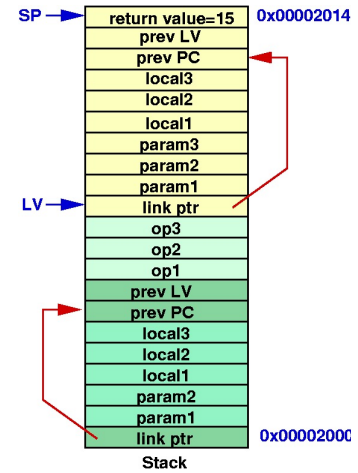 SP return value=15 0x00002014
prev LV
prev PC
local3
local2
local1
param3
param2
param1
LV link ptr
op3
op2
op1
prev LV
prev PC
local3
local2
local1
param2
param1
link ptr 0x00002000
Stack